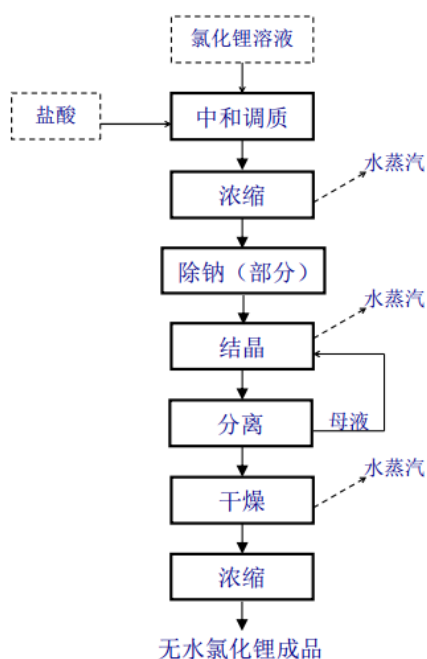 氯化锂溶液
盐酸
中和调质
水蒸汽
浓缩
除钠（部分）
水蒸汽
结晶
分离
母液
水蒸汽
干燥
浓缩
无水氯化锂成品